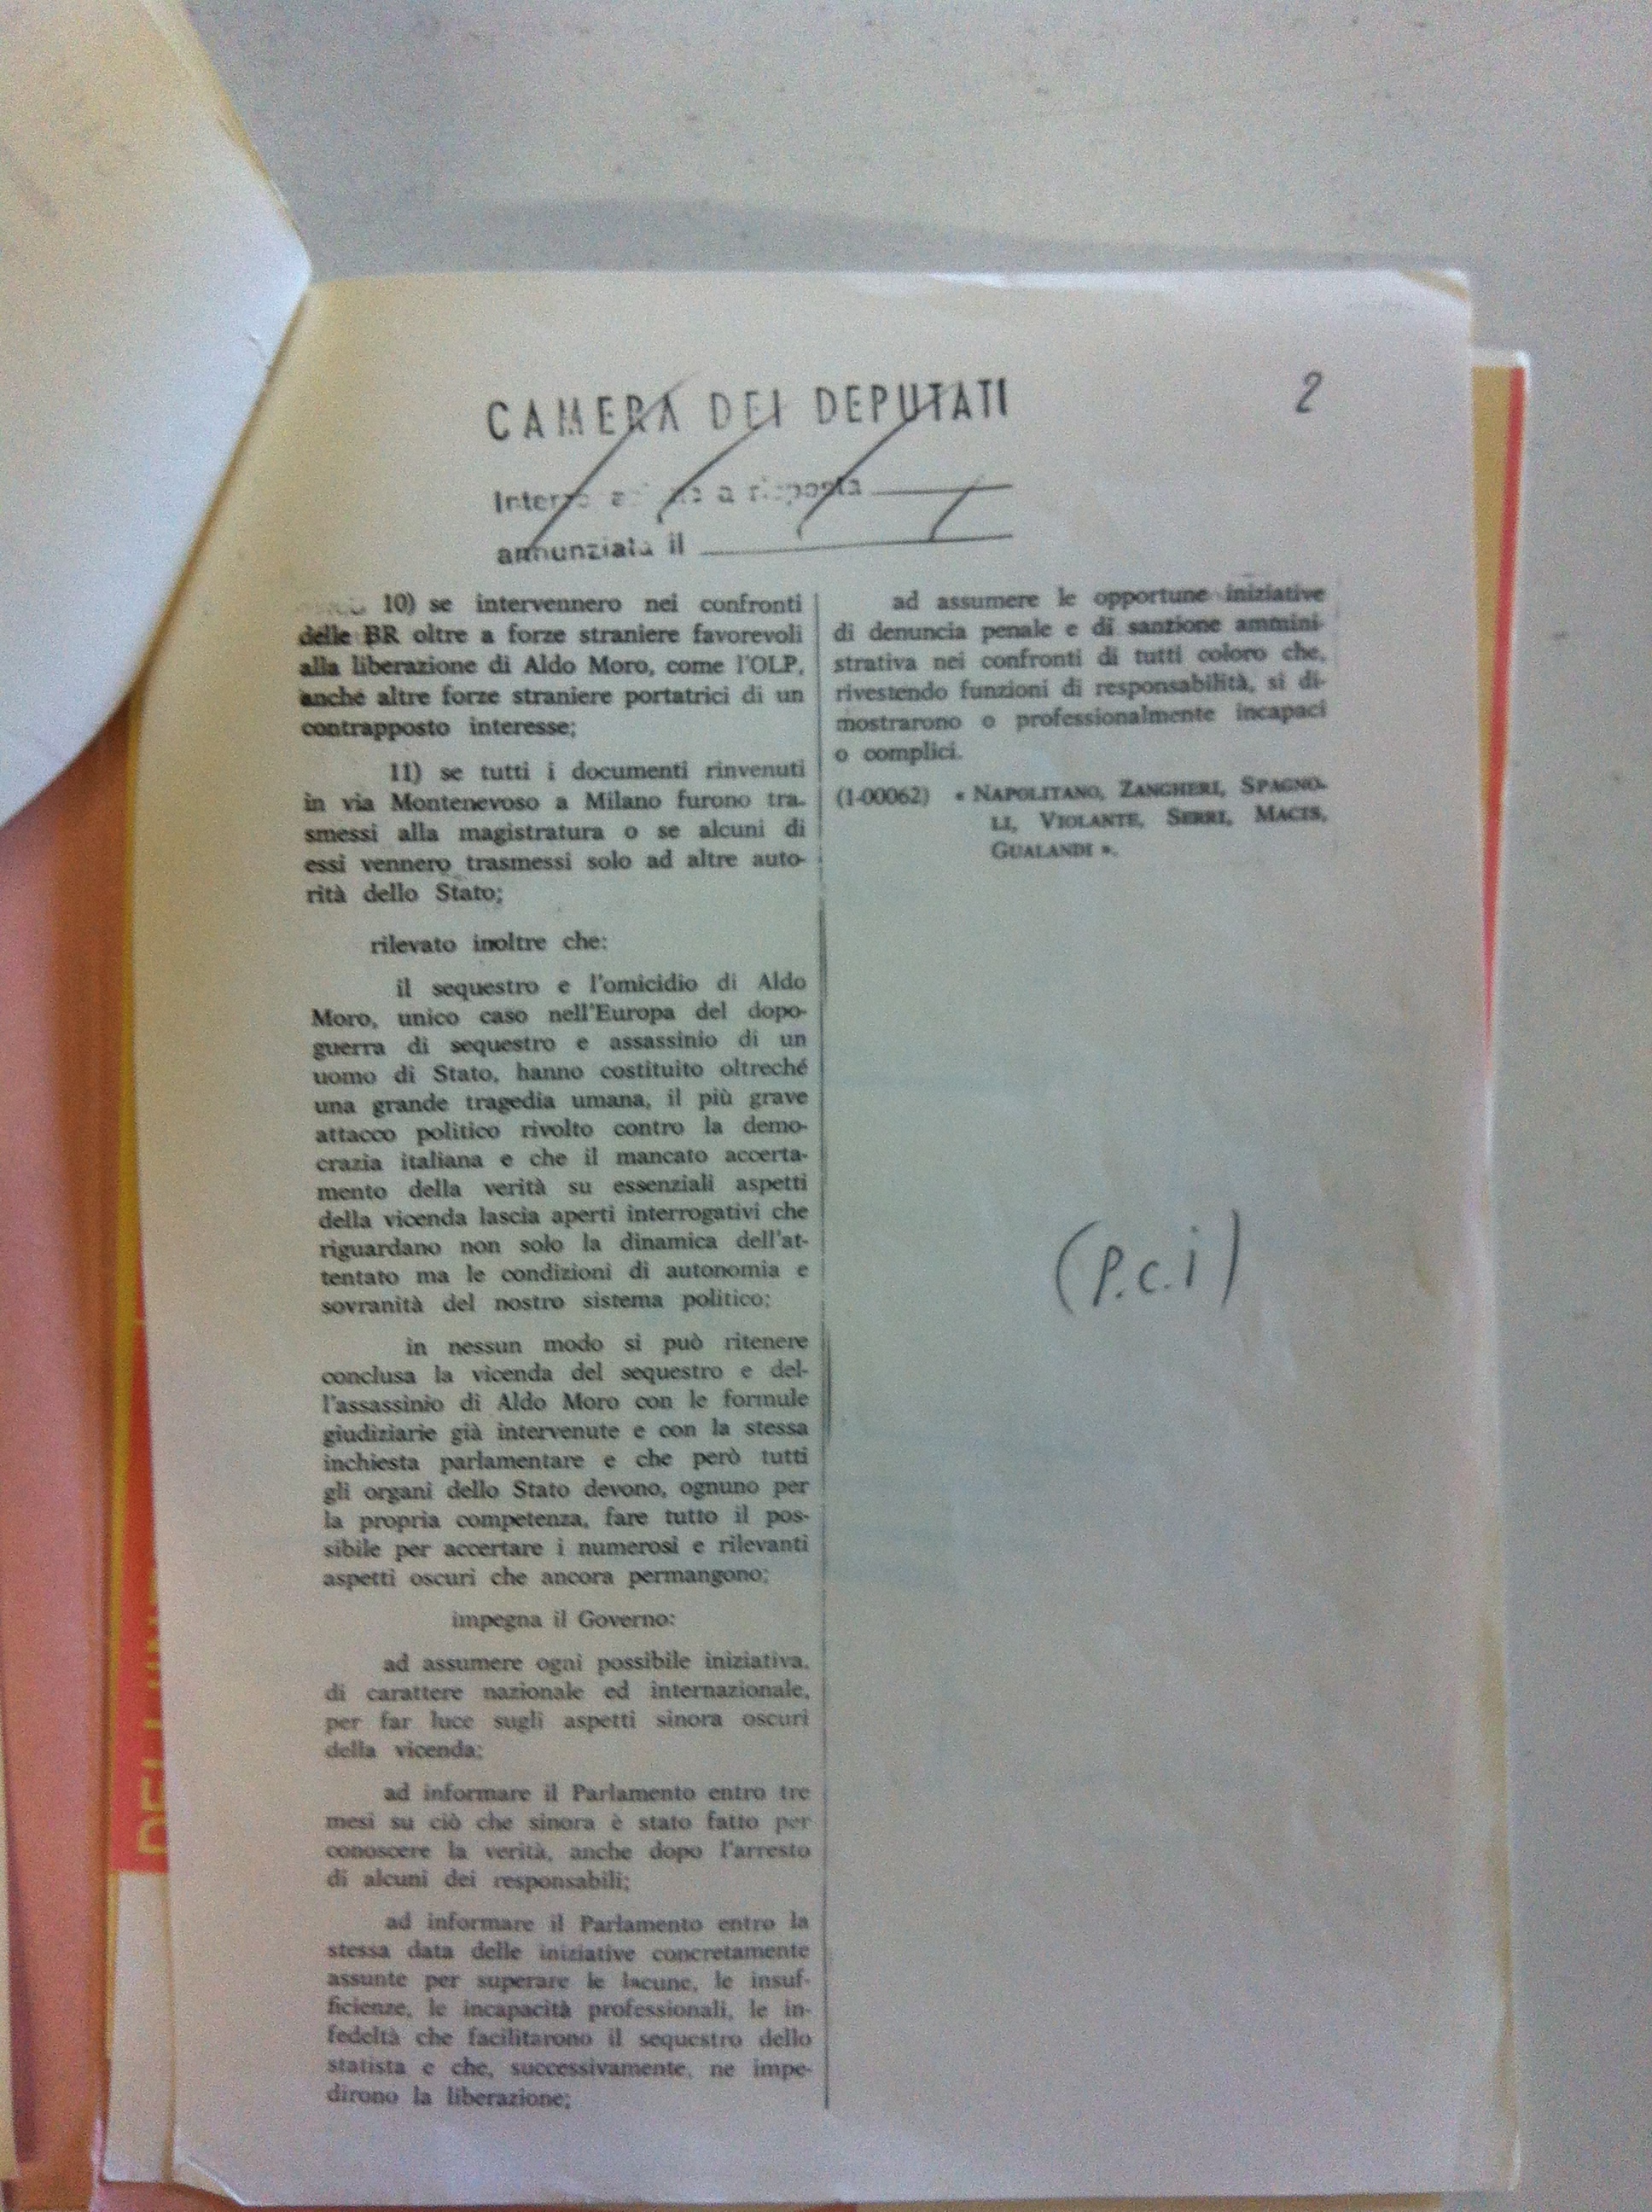 CAMERA DEI DEPUTATI
2
a risposta
annunziata il
10) se intervennero nei confronti
delle BR oltre a forze straniere favorevoli
alla liberazione di Aldo Moro, come l'OLP,
anche altre forze straniere portatrici di un
contrapposto interesse;
11) se tutti i documenti rinvenuti
in via Montenevoso a Milano furono tra-
smessi alla magistratura o se alcuni di
essi vennero trasmessi solo ad altre auto-
rità dello Stato;
rilevato inoltre che:
il sequestro e l'omicidio di Aldo
Moro, unico caso nell'Europa del dopo-
guerra di sequestro e assassinio di un
uomo di Stato, hanno costituito oltreché
una grande tragedia umana, il più grave
attacco politico rivolto contro la demo-
crazia italiana e che il mancato accerta-
mento della verità su essenziali aspetti
della vicenda lascia aperti interrogativi che
riguardano non solo la dinamica dell'at-
tentato ma le condizioni di autonomia e
sovranità del nostro sistema politico;
in nessun modo si può ritenere
conclusa la vicenda del sequestro e del-
l'assassinio di Aldo Moro con le formule
giudiziarie già intervenute e con la stessa
inchiesta parlamentare e che però tutti
gli organi dello Stato devono, ognuno per
la propria competenza, fare tutto il pos-
sibile per accertare i numerosi e rilevanti
aspetti oscuri che ancora permangono;
impegna il Governo:
ad assumere ogni possibile iniziativa,
di carattere nazionale ed internazionale,
per far luce sugli aspetti sinora oscuri
della vicenda;
ad informare il Parlamento entro tre
mesi su ciò che sinora è stato fatto per
conoscere la verità, anche dopo l'arresto
di alcuni dei responsabili;
ad informare il Parlamento entro la
stessa data delle iniziative concretamente
assunte per superare le lacune, le insuf-
ficienze, le incapacità professionali, le in-
fedeltà che facilitarono il sequestro dello
statista e che, successivamente, ne impe-
dirono la liberazione;
ad assumere le opportune iniziative
di denuncia penale e di sanzione ammini-
strativa nei confronti di tutti coloro che,
rivestendo funzioni di responsabilità, si di-
mostrarono o professionalmente incapaci
o complici.
(1-00062) « NAPOLITANO, ZANGHERI, SPAGNO-
LI, VIOLANTE, SERRI, MACIS,
GUALANDI ».
(P.c.i)